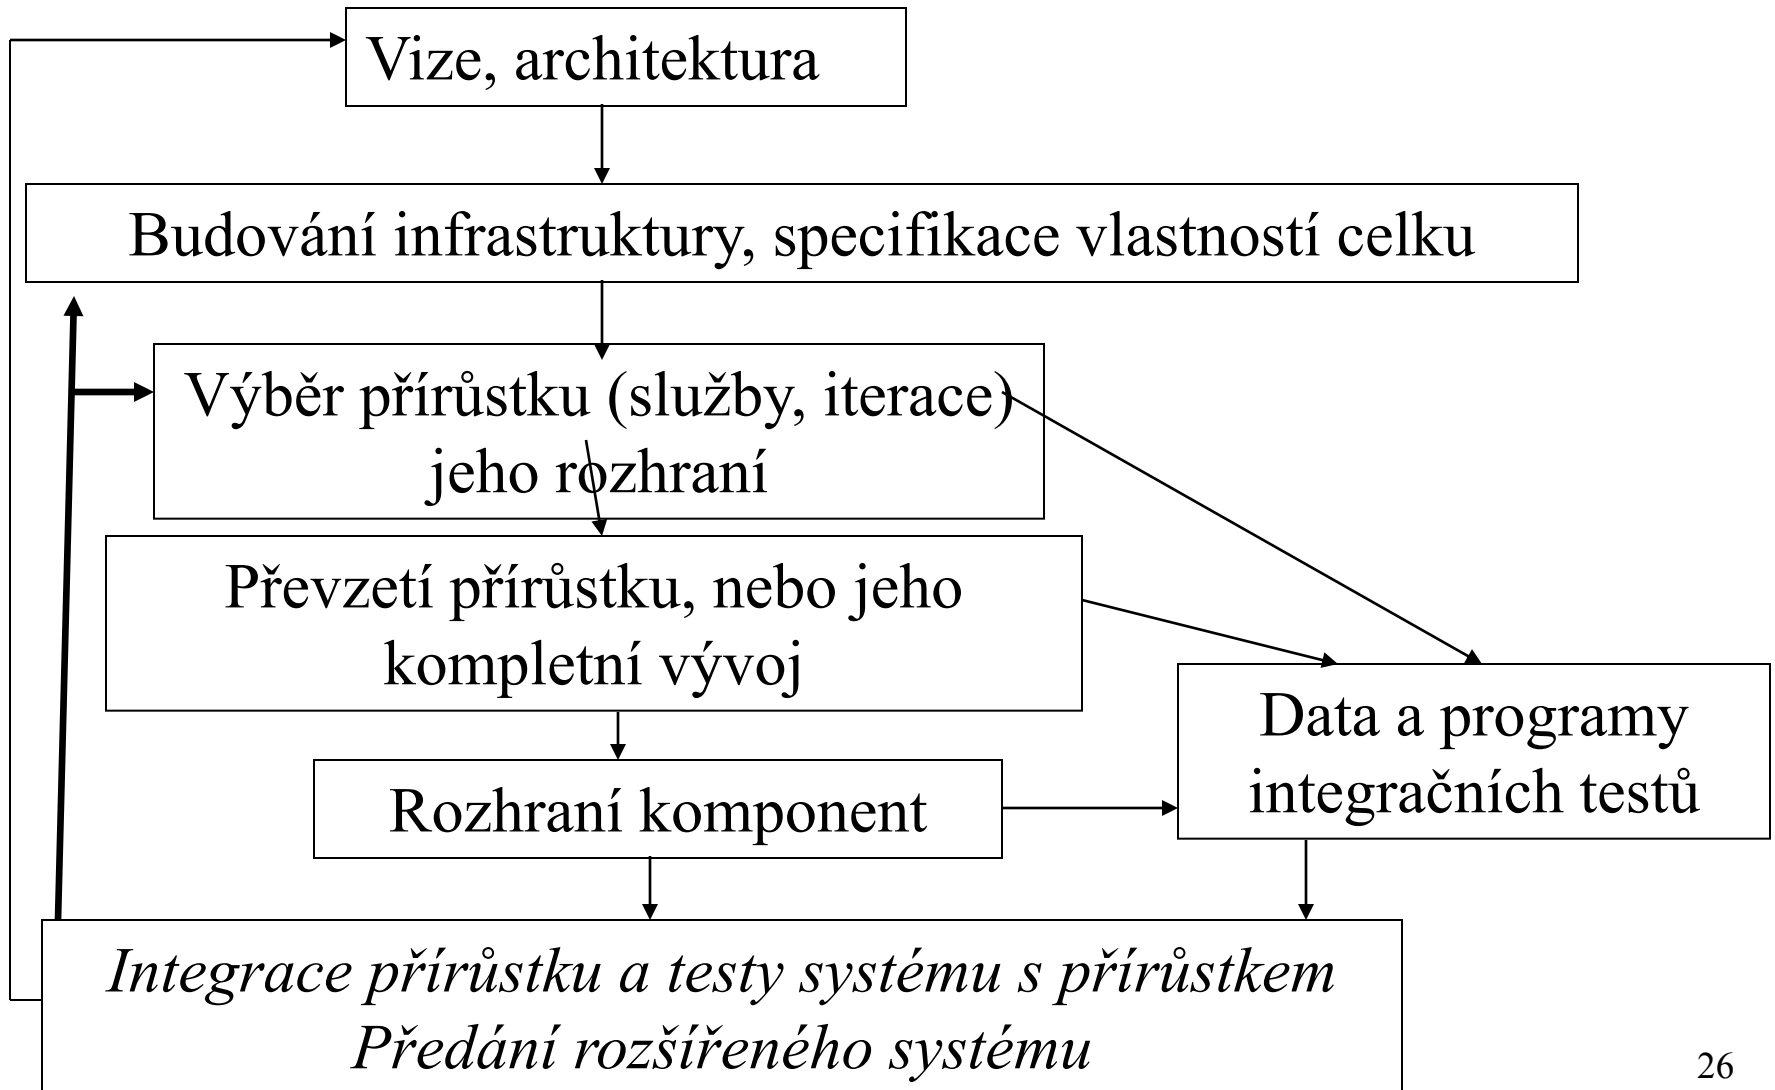 Vize, architektura
Budování infrastruktury, specifikace vlastností celku
Výběr přírůstku (služby, iterace)
jeho rozhraní
Převzetí přírůstku, nebo jeho
kompletní vývoj
Data a programy
integračních testů
Rozhraní komponent
Integrace přírůstku a testy systému s přírůstkem
Předání rozšířeného systému
26